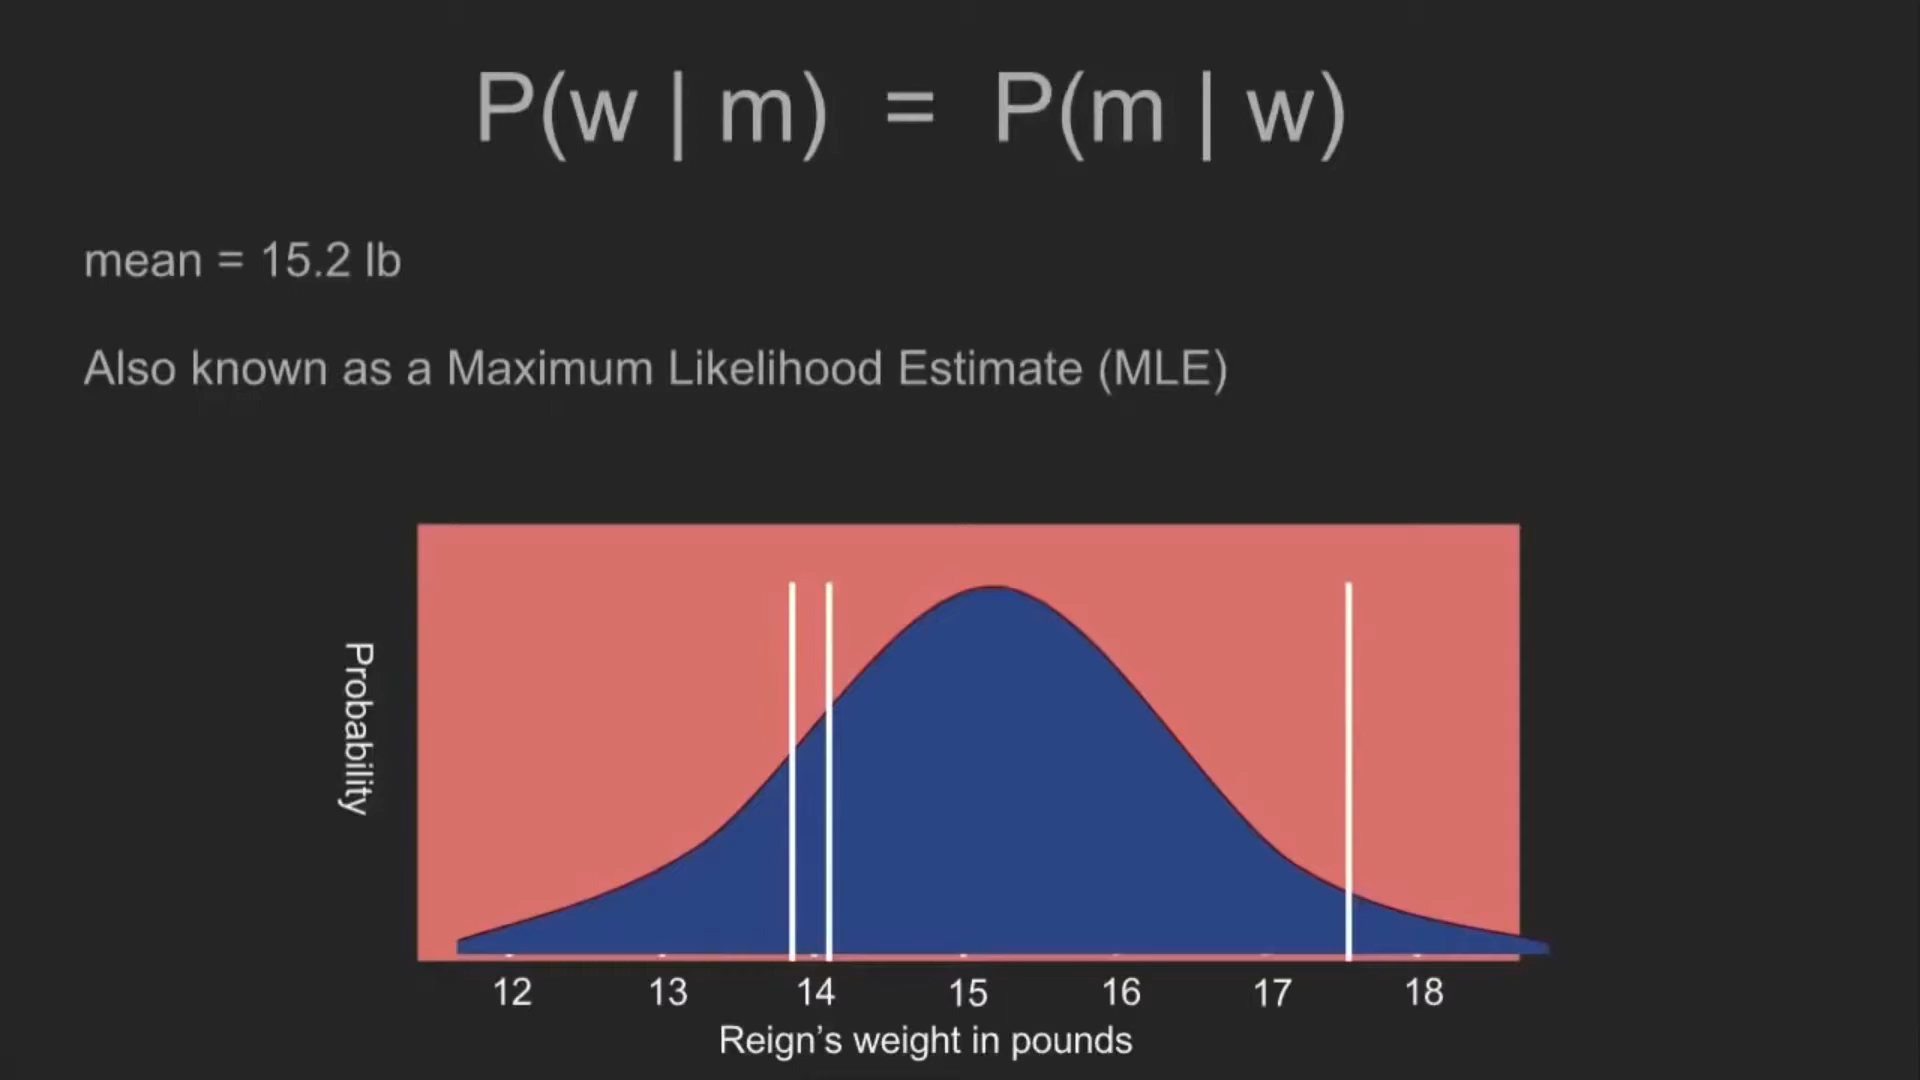 P(w | m) = P(m | w)
mean = 15.2 lb
Also known as a Maximum Likelihood Estimate (MLE)
Probability
12 13 14 15 16 17 18
Reign’s weight in pounds